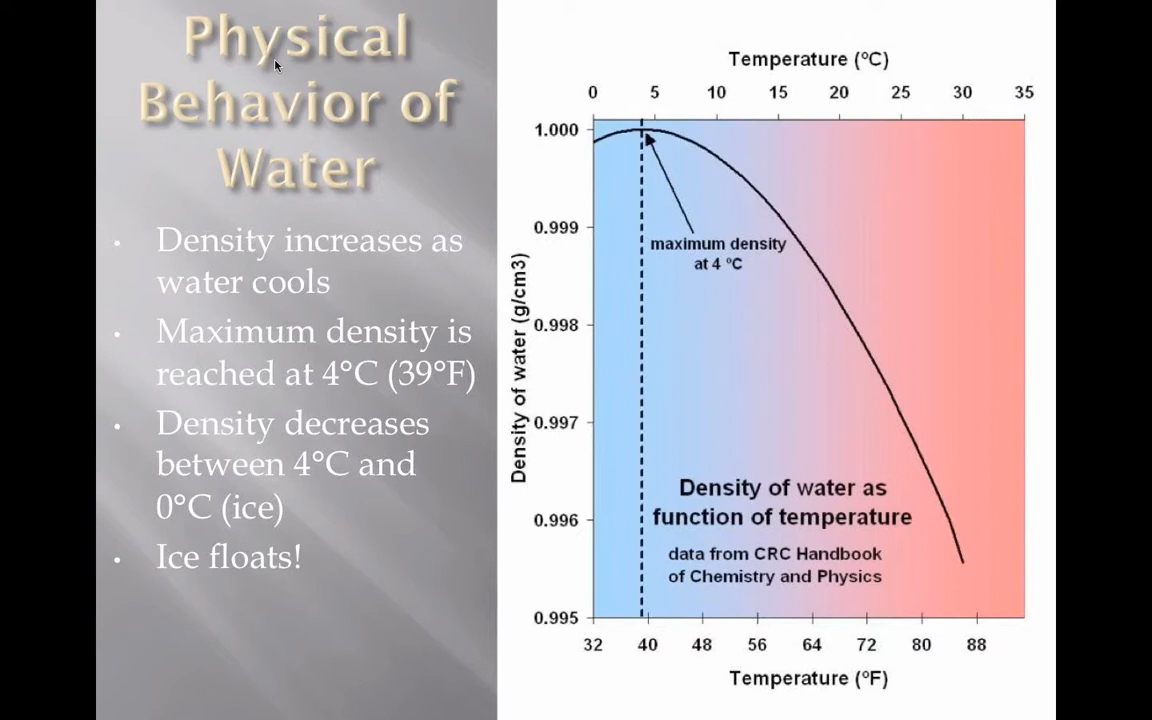 Physical
Behavior of
Water
• Density increases as
water cools
• Maximum density is
reached at 4°C (39°F)
• Density decreases
between 4°C and
0°C (ice)
• Ice floats!
Temperature (ºC)
0 5 10 15 20 25 30 35
1.000
0.999
0.998
0.997
0.996
0.995
Density of water (g/cm3)
maximum density
at 4 ºC
Density of water as
function of temperature
data from CRC Handbook
of Chemistry and Physics
32 40 48 56 64 72 80 88
Temperature (ºF)